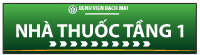 BỆNH VIỆN BẠCH MAI
NHÀ THUỐC TẦNG 1